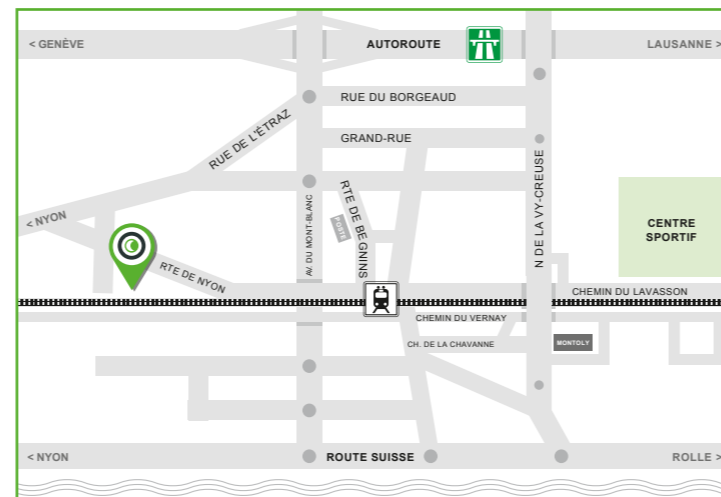 < GENÈVE
AUTOROUTE
LAUSANNE >
RUE DU BORGEAUD
RUE DE L'ÉTRAZ
GRAND-RUE
N DE LA VY-CREUSE
RTE DE BEGNINS
AV. DU MONT-BLANC
POSTE
< NYON
CENTRE
SPORTIF
RTE DE NYON
CHEMIN DU LAVASSON
CHEMIN DU VERNAY
CH. DE LA CHAVANNE
MONTOLY
< NYON
ROUTE SUISSE
ROLLE >